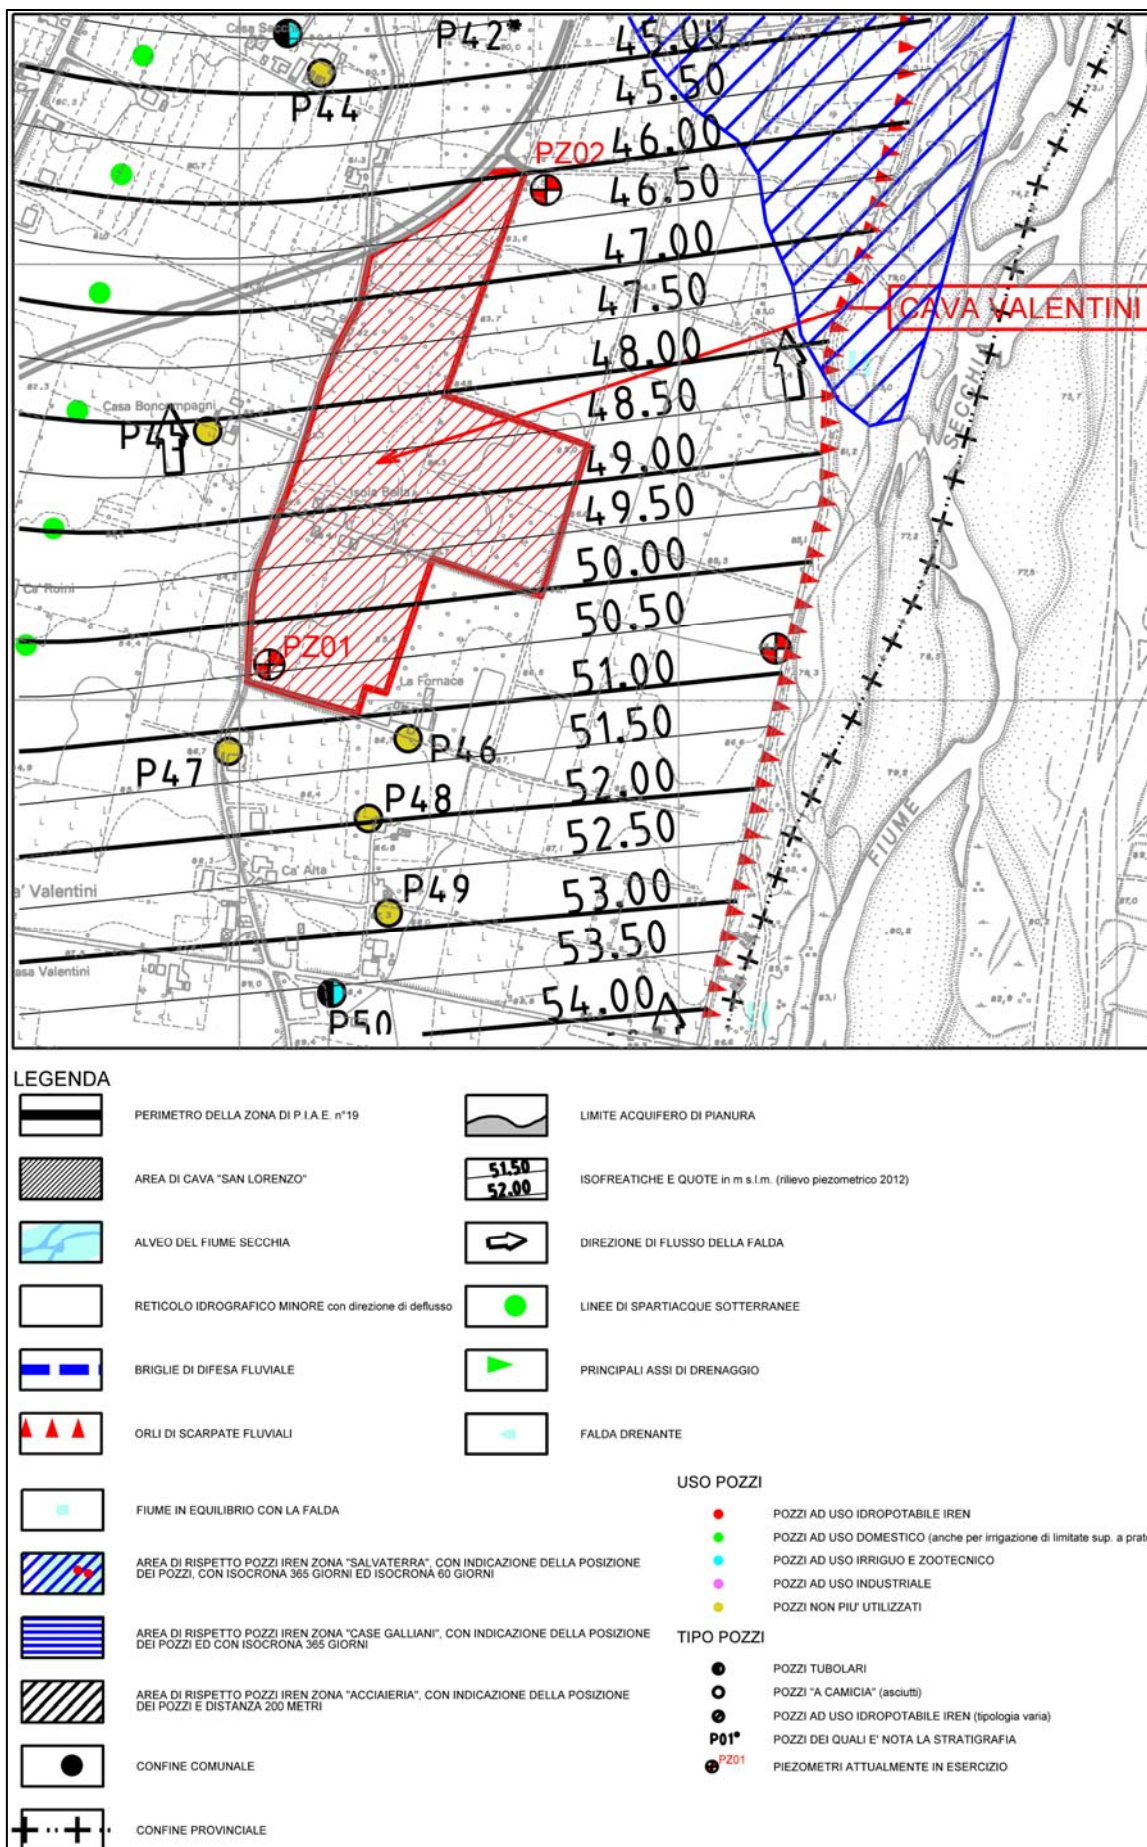 Casa Secchi
P42*
45.00
45.50
P44
46.00
PZ02
46.50
47.00
47.50
CAVA VALENTINI
48.00
Casa Boncompagni
48.50
P45
SECCHIA
49.00
Isola Bella
49.50
50.00
Ca' Rofni
50.50
PZ01
51.00
La Fornace
51.50
P46
P47
52.00
P48
52.50
FIUME
Ca' Alta
P49
a' Valentini
53.00
53.50
asa Valentini
54.00
P50
LEGENDA
PERIMETRO DELLA ZONA DI P.I.A.E. n°19
LIMITE ACQUIFERO DI PIANURA
AREA DI CAVA "SAN LORENZO"
51.50
52.00
ISOFREATICHE E QUOTE in m s.l.m. (rilievo piezometrico 2012)
ALVEO DEL FIUME SECCHIA
DIREZIONE DI FLUSSO DELLA FALDA
RETICOLO IDROGRAFICO MINORE con direzione di deflusso
LINEE DI SPARTIACQUE SOTTERRANEE
BRIGLIE DI DIFESA FLUVIALE
PRINCIPALI ASSI DI DRENAGGIO
ORLI DI SCARPATE FLUVIALI
FALDA DRENANTE
FIUME IN EQUILIBRIO CON LA FALDA
AREA DI RISPETTO POZZI IREN ZONA "SALVATERRA", CON INDICAZIONE DELLA POSIZIONE
DEI POZZI, CON ISOCRONA 365 GIORNI ED ISOCRONA 60 GIORNI
AREA DI RISPETTO POZZI IREN ZONA "CASE GALLIANI", CON INDICAZIONE DELLA POSIZIONE
DEI POZZI ED CON ISOCRONA 365 GIORNI
AREA DI RISPETTO POZZI IREN ZONA "ACCIAIERIA", CON INDICAZIONE DELLA POSIZIONE
DEI POZZI E DISTANZA 200 METRI
CONFINE COMUNALE
CONFINE PROVINCIALE
USO POZZI
POZZI AD USO IDROPOTABILE IREN
POZZI AD USO DOMESTICO (anche per irrigazione di limitate sup. a prato
POZZI AD USO IRRIGUO E ZOOTECNICO
POZZI AD USO INDUSTRIALE
POZZI NON PIU' UTILIZZATI
TIPO POZZI
POZZI TUBOLARI
POZZI "A CAMICIA" (asciutti)
POZZI AD USO IDROPOTABILE IREN (tipologia varia)
P01* POZZI DEI QUALI E' NOTA LA STRATIGRAFIA
PZ01 PIEZOMETRI ATTUALMENTE IN ESERCIZIO